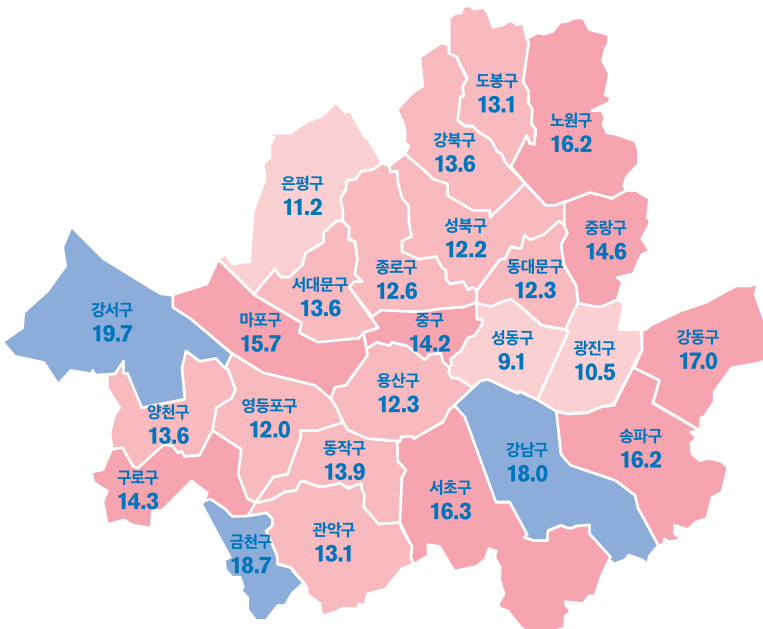 도봉구
13.1
노원구
16.2
강북구
13.6
은평구
11.2
성북구
12.2
중랑구
14.6
종로구
12.6
동대문구
12.3
서대문구
13.6
강서구
19.7
마포구
15.7
중구
14.2
성동구
9.1
광진구
10.5
강동구
17.0
용산구
12.3
양천구
13.6
영등포구
12.0
동작구
13.9
강남구
18.0
송파구
16.2
구로구
14.3
서초구
16.3
관악구
13.1
금천구
18.7